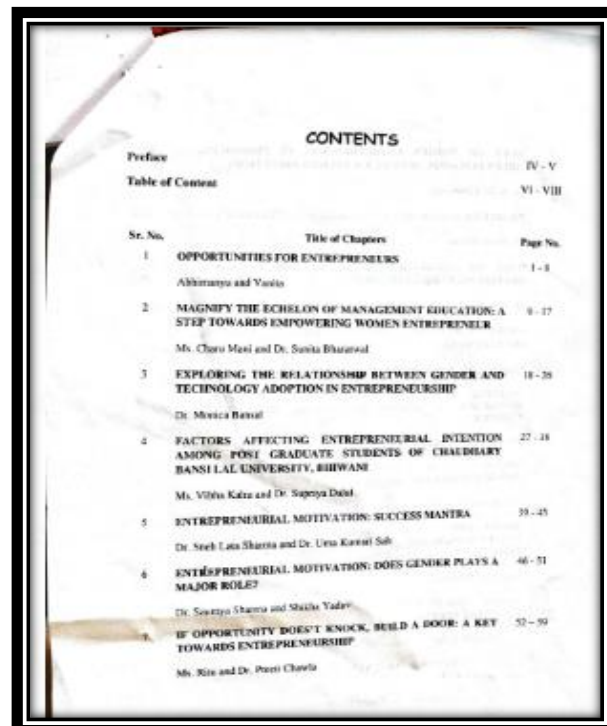 CONTENTS
Preface IV - V
Table of Content VI - VIII
Sr. No. Title of Chapters Page No.
1 OPPORTUNITIES FOR ENTREPRENEURS 1 - 8
Abhimanyu and Vanita
2 MAGNIFY THE ECHELON OF MANAGEMENT EDUCATION: A 9 - 17
STEP TOWARDS EMPOWERING WOMEN ENTREPRENEUR
Ms. Charu Mani and Dr. Sunita Bharatwal
3 EXPLORING THE RELATIONSHIP BETWEEN GENDER AND 18 - 26
TECHNOLOGY ADOPTION IN ENTREPRENEURSHIP
Dr. Monica Bansal
4 FACTORS AFFECTING ENTREPRENEURIAL INTENTION 27 - 38
AMONG POST GRADUATE STUDENTS OF CHAUDHARY
BANSI LAL UNIVERSITY, BHIWANI
Ms. Vibha Kalra and Dr. Supriya Dalal
5 ENTREPRENEURIAL MOTIVATION: SUCCESS MANTRA 39 - 45
Dr. Sneh Lata Sharma and Dr. Uma Kumari Sah
6 ENTREPRENEURIAL MOTIVATION: DOES GENDER PLAYS A 46 - 51
MAJOR ROLE?
Dr. Soumya Sharma and Yadav
IF OPPORTUNITY DOES'T KNOCK, BUILD A DOOR: A KEY 52 – 59
TOWARDS ENTREPRENEURSHIP
Ms. Ritu and Dr. Preeti Chawla